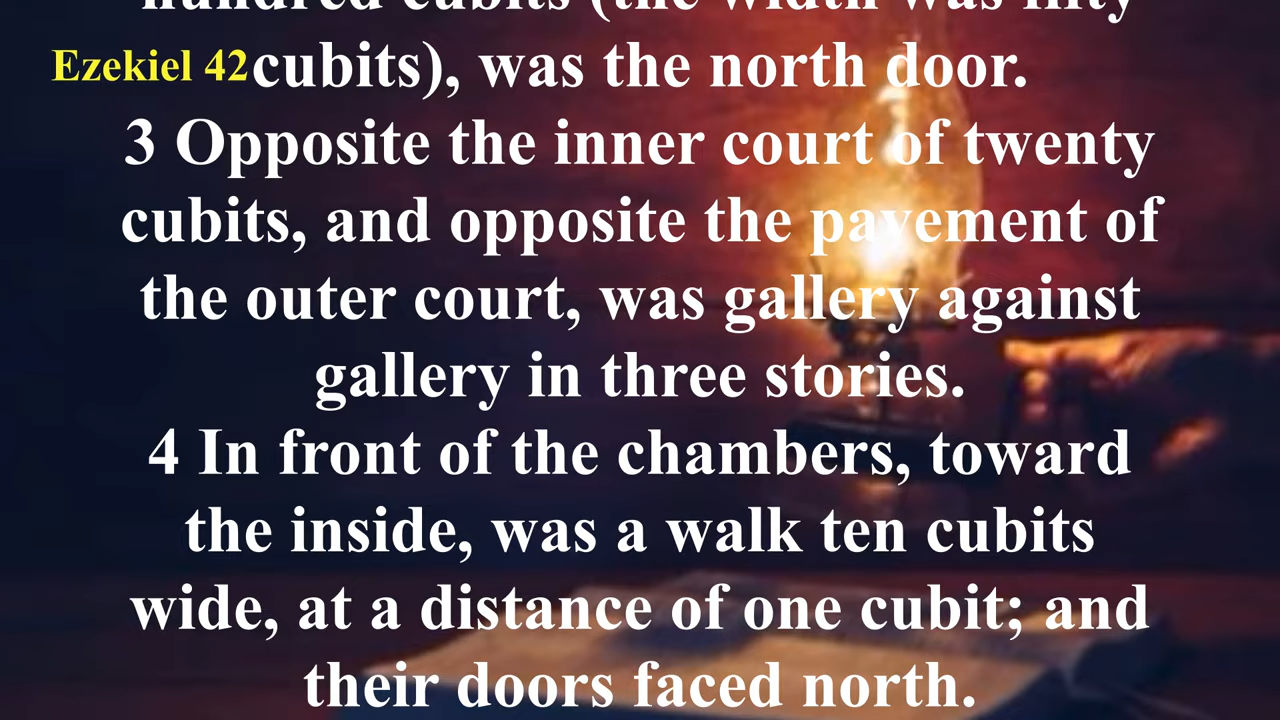 hundred cubits (the width was fifty
Ezekiel 42
cubits), was the north door.
3 Opposite the inner court of twenty
cubits, and opposite the pavement of
the outer court, was gallery against
gallery in three stories.
4 In front of the chambers, toward
the inside, was a walk ten cubits
wide, at a distance of one cubit; and
their doors faced north.